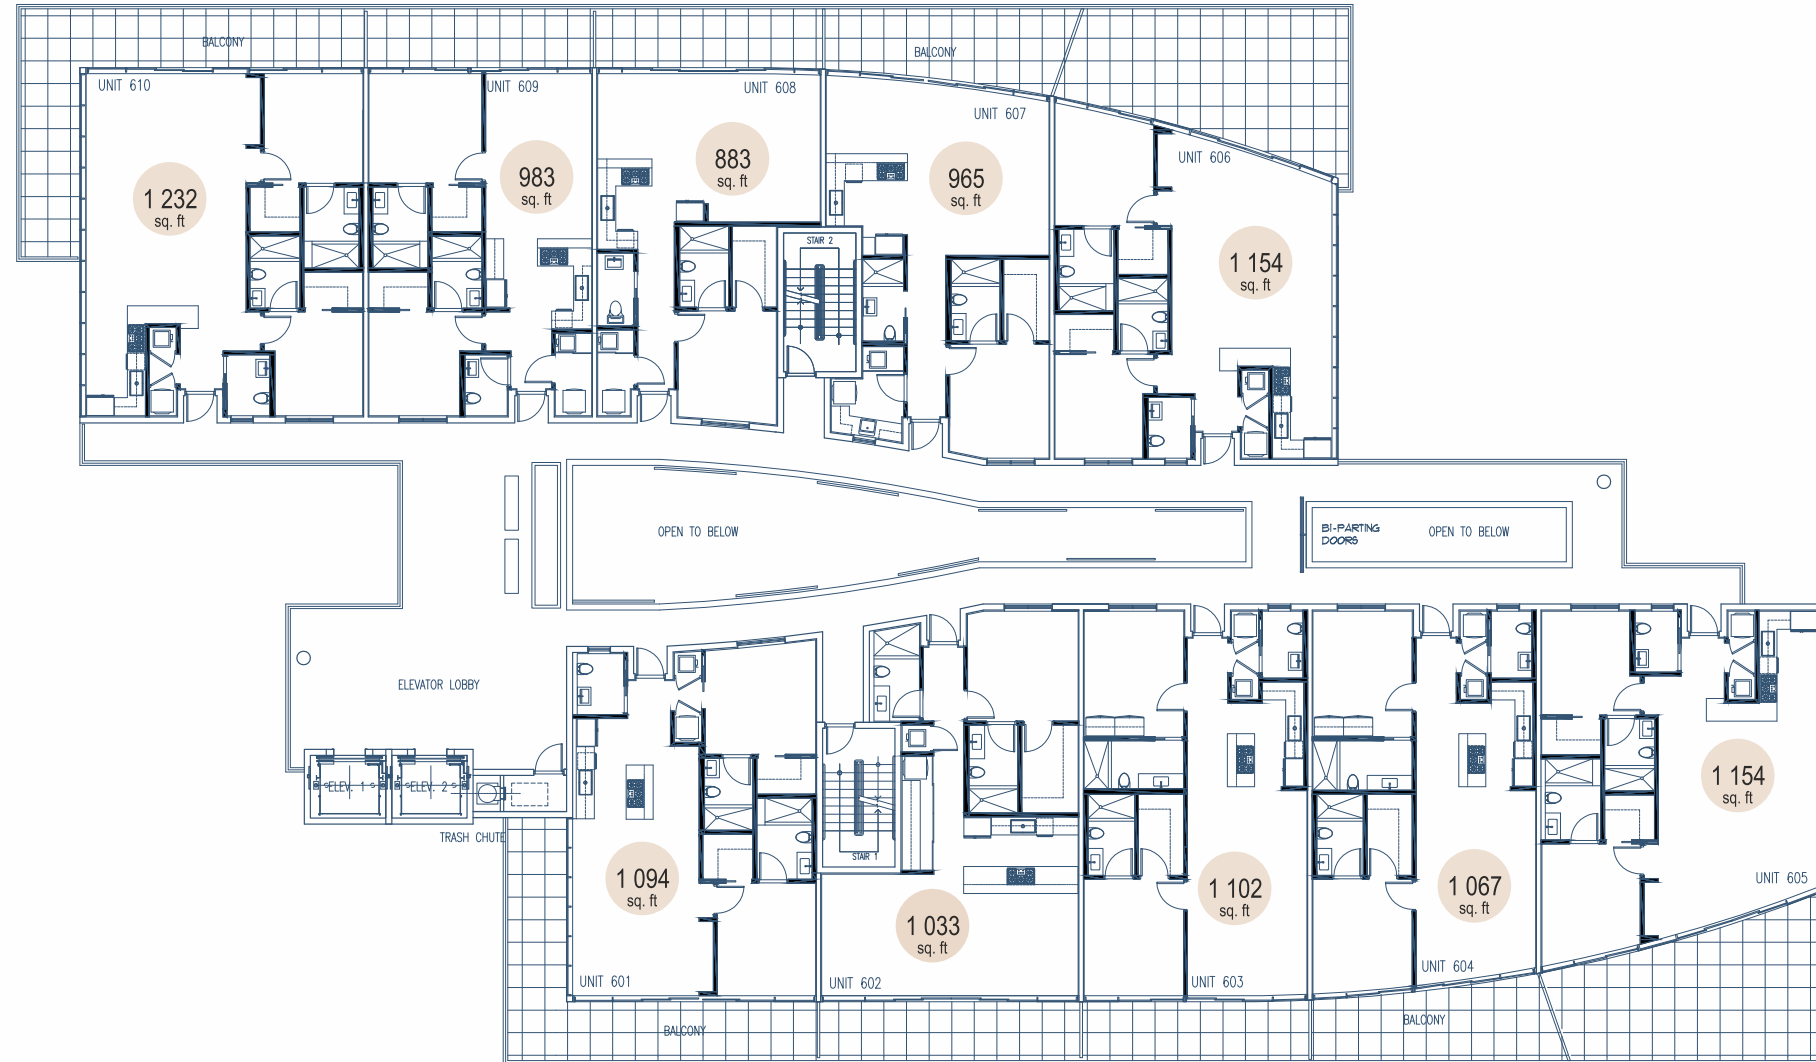 BALCONY
BALCONY
UNIT 610
UNIT 609
UNIT 608
UNIT 607
UNIT 606
1 232
sq. ft
983
sq. ft
883
sq. ft
965
sq. ft
1 154
sq. ft
STAIR 2
OPEN TO BELOW
BI-PARTING
DOORS
OPEN TO BELOW
ELEVATOR LOBBY
ELEV. 1
ELEV. 2
TRASH CHUTE
STAIR 1
1 094
sq. ft
1 033
sq. ft
1 102
sq. ft
1 067
sq. ft
1 154
sq. ft
UNIT 601
UNIT 602
UNIT 603
UNIT 604
UNIT 605
BALCONY
BALCONY